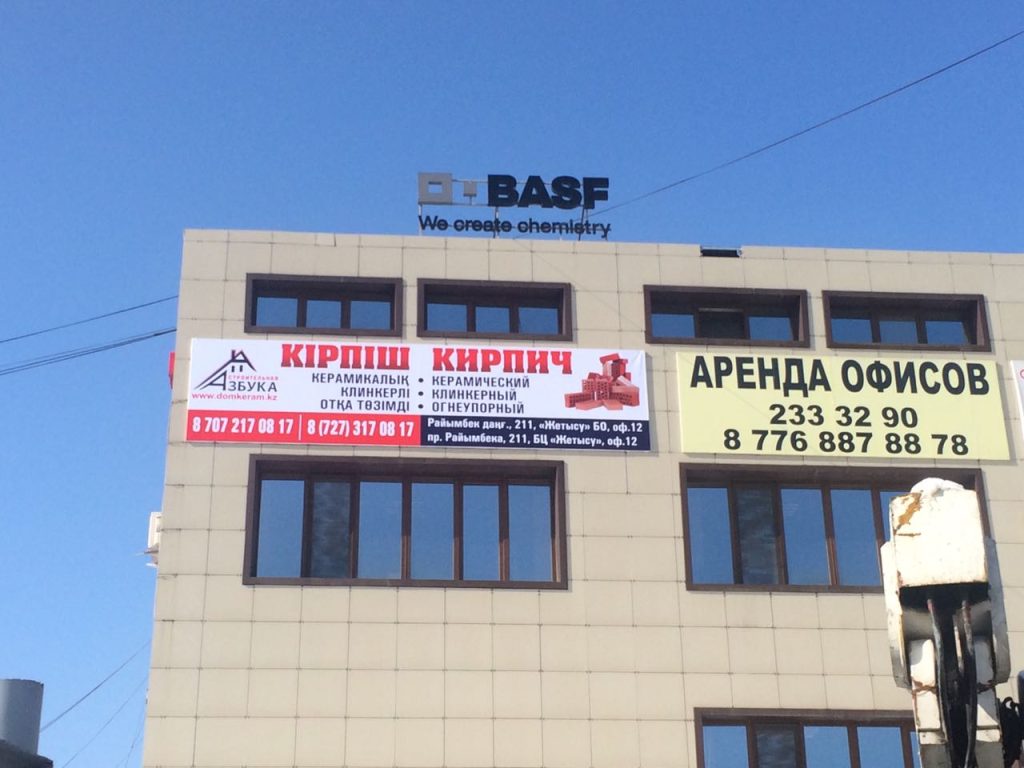 BASF
We create chemistry
СТРОИТЕЛЬНАЯ
АЗБУКА
www.domkeram.kz
КІРПІШ КИРПИЧ
КЕРАМИКАЛЫҚ • КЕРАМИЧЕСКИЙ
КЛИНКЕРЛІ • КЛИНКЕРНЫЙ
ОТҚА ТӨЗІМДІ • ОГНЕУПОРНЫЙ
8 707 217 08 17 | 8 (727) 317 08 17
Райымбек даңғ., 211, «Жетысу» БО, оф.12
пр. Райымбека, 211, БЦ «Жетысу», оф.12
АРЕНДА ОФИСОВ
233 32 90
8 776 887 88 78